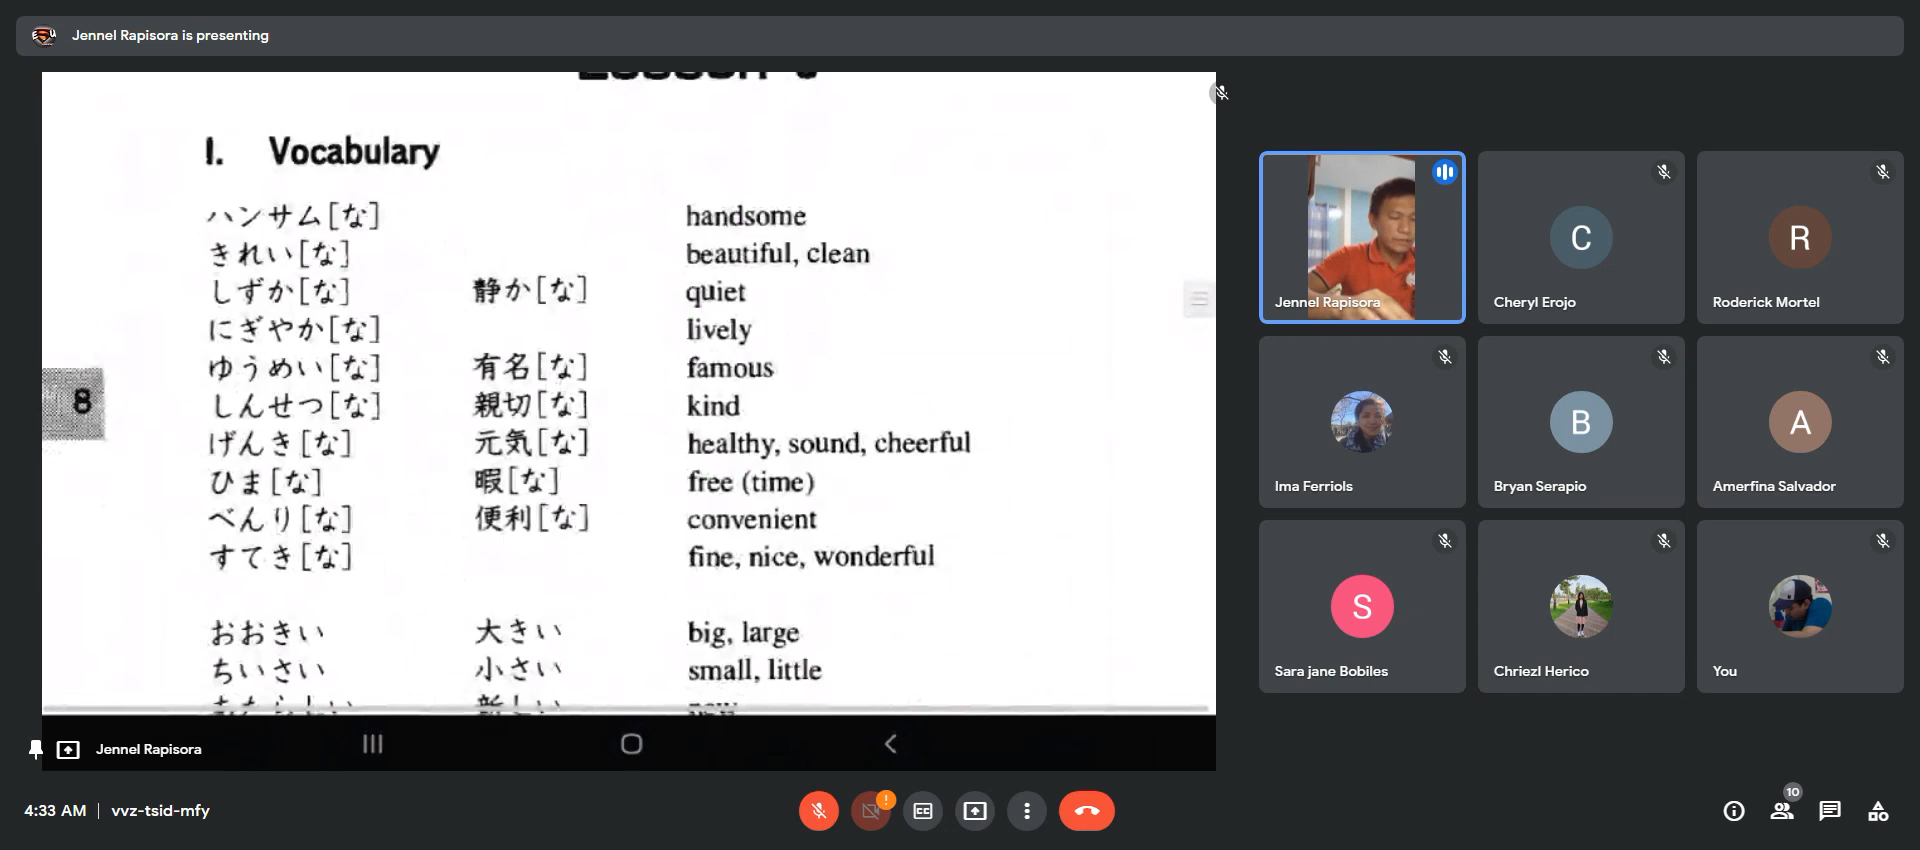 Jennel Rapisora is presenting
I. Vocabulary
ハンサム[な] handsome
きれい[な] beautiful, clean
しずか[な] 静か[な] quiet
にぎやか[な] lively
ゆうめい[な] 有名[な] famous
しんせつ[な] 親切[な] kind
げんき[な] 元気[な] healthy, sound, cheerful
ひま[な] 暇[な] free (time)
べんり[な] 便利[な] convenient
すてき[な] fine, nice, wonderful
おおきい 大きい big, large
ちいさい 小さい small, little
8
Jennel Rapisora
Jennel Rapisora
C
Cheryl Erojo
R
Roderick Mortel
Ima Ferriols
B
Bryan Serapio
A
Amerfina Salvador
S
Sara jane Bobiles
Chriezl Herico
You
4:33 AM | vvz-tsid-mfy
CC
10